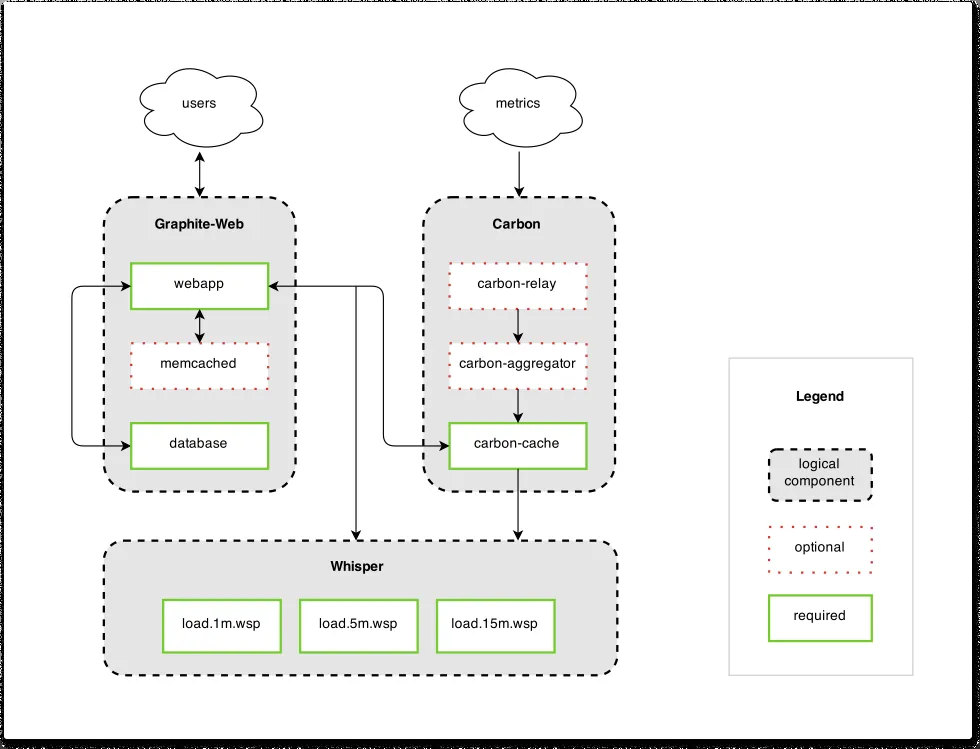 users
metrics
Graphite-Web
Carbon
webapp
carbon-relay
memcached
carbon-aggregator
database
carbon-cache
Whisper
load.1m.wsp
load.5m.wsp
load.15m.wsp
Legend
logical
component
optional
required